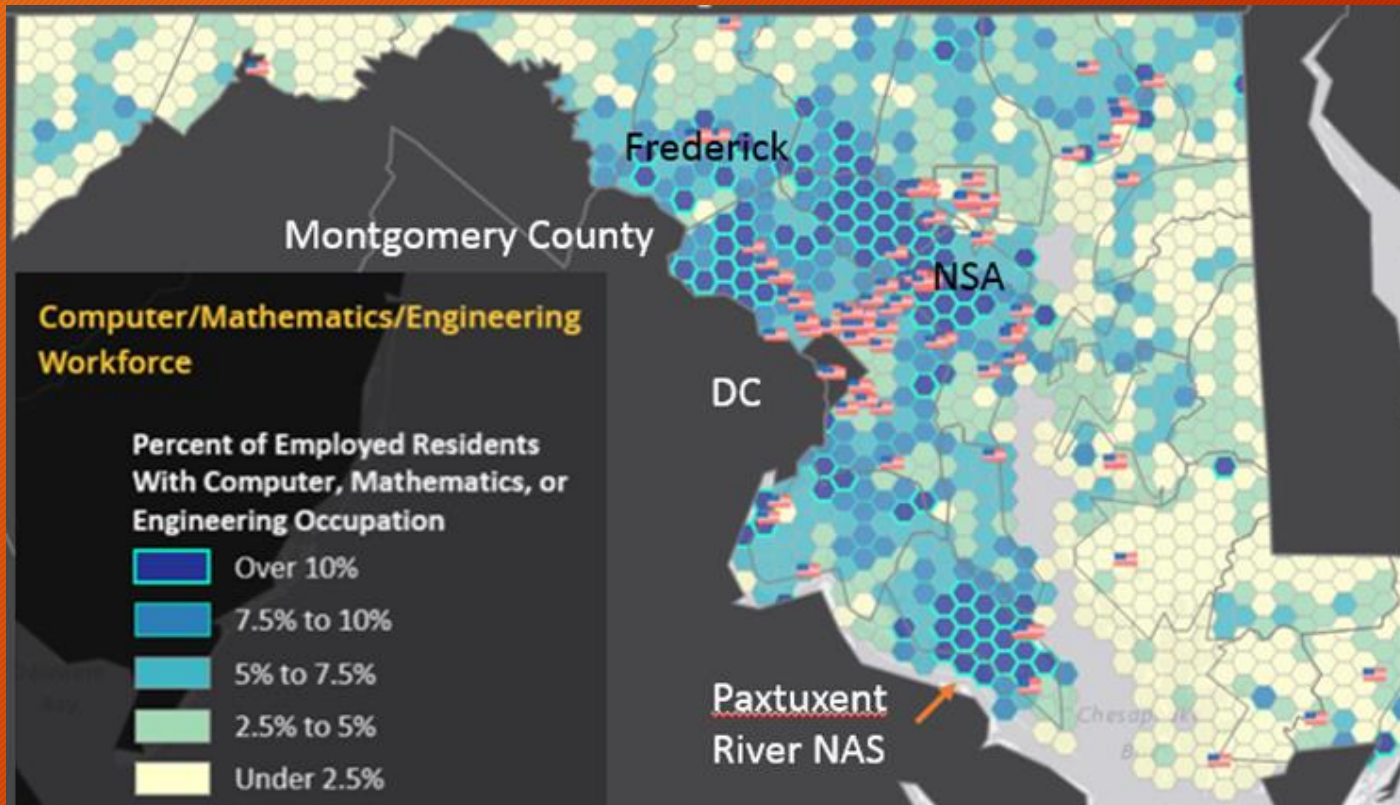 Frederick
Montgomery County
NSA
Computer/Mathematics/Engineering
Workforce
DC
Percent of Employed Residents
With Computer, Mathematics, or
Engineering Occupation
Over 10%
7.5% to 10%
5% to 7.5%
2.5% to 5%
Under 2.5%
Paxtuxent
River NAS